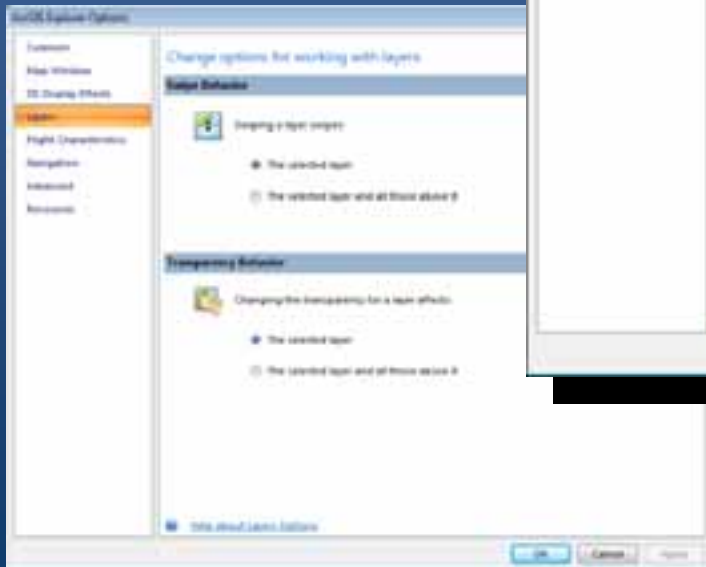 ArcGIS Explorer Options
Common
Map Window
3D Display Effects
Layers
Flight Characteristics
Navigation
Advanced
Resources
Change options for working with layers
Swipe Behavior
Swiping a layer swipes:
The selected layer
The selected layer and all those above it
Transparency Behavior
Changing the transparency for a layer affects:
The selected layer
The selected layer and all those above it
Help about Layers Options
OK
Cancel
Apply